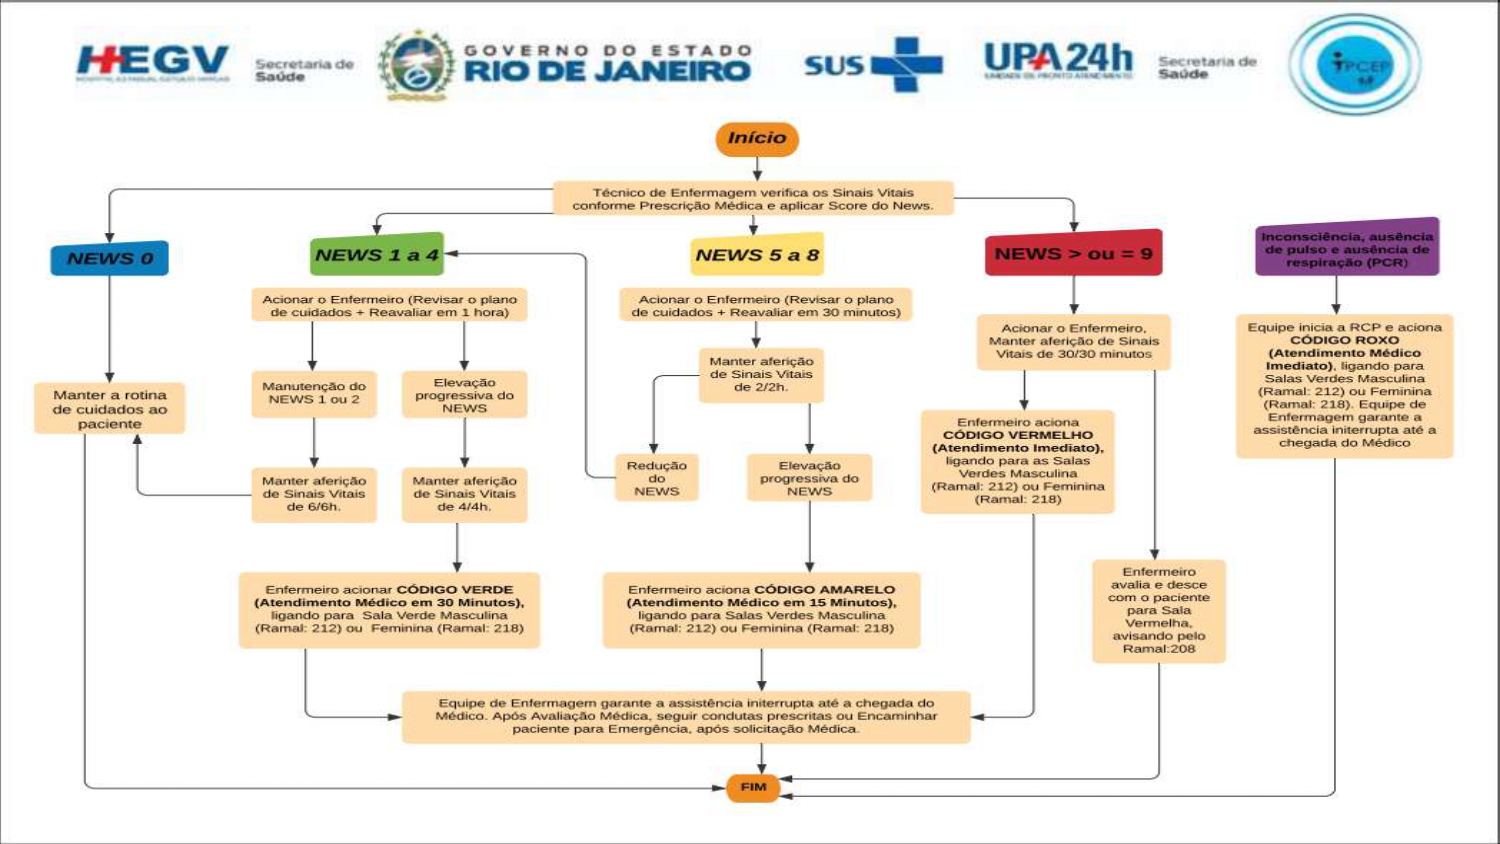 HEGV
Secretaria de
Saúde
GOVERNO DO ESTADO
RIO DE JANEIRO
SUS
UPA24h
UNIDADE DE PRONTO ATENDIMENTO
Secretaria de
Saúde
Início
Técnico de Enfermagem verifica os Sinais Vitais
conforme Prescrição Médica e aplicar Score do News.
NEWS 0
NEWS 1 a 4
NEWS 5 a 8
NEWS > ou = 9
Inconsciência, ausência
de pulso e ausência de
respiração (PCR)
Acionar o Enfermeiro (Revisar o plano
de cuidados + Reavaliar em 1 hora)
Acionar o Enfermeiro (Revisar o plano
de cuidados + Reavaliar em 30 minutos)
Acionar o Enfermeiro,
Manter aferição de Sinais
Vitais de 30/30 minutos
Equipe inicia a RCP e aciona
CÓDIGO ROXO
(Atendimento Médico
Imediato), ligando para
Salas Verdes Masculina
(Ramal: 212) ou Feminina
(Ramal: 218). Equipe de
Enfermagem garante a
assistência initerrupta até a
chegada do Médico
Manter a rotina
de cuidados ao
paciente
Manutenção do
NEWS 1 ou 2
Elevação
progressiva do
NEWS
Manter aferição
de Sinais Vitais
de 2/2h.
Manter aferição
de Sinais Vitais
de 6/6h.
Manter aferição
de Sinais Vitais
de 4/4h.
Redução
do
NEWS
Elevação
progressiva do
NEWS
Enfermeiro aciona
CÓDIGO VERMELHO
(Atendimento Imediato),
ligando para as Salas
Verdes Masculina
(Ramal: 212) ou Feminina
(Ramal: 218)
Enfermeiro acionar CÓDIGO VERDE
(Atendimento Médico em 30 Minutos),
ligando para Sala Verde Masculina
(Ramal: 212) ou Feminina (Ramal: 218)
Enfermeiro aciona CÓDIGO AMARELO
(Atendimento Médico em 15 Minutos),
ligando para Salas Verdes Masculina
(Ramal: 212) ou Feminina (Ramal: 218)
Enfermeiro
avalia e desce
com o paciente
para Sala
Vermelha,
avisando pelo
Ramal:208
Equipe de Enfermagem garante a assistência initerrupta até a chegada do
Médico. Após Avaliação Médica, seguir condutas prescritas ou Encaminhar
paciente para Emergência, após solicitação Médica.
FIM